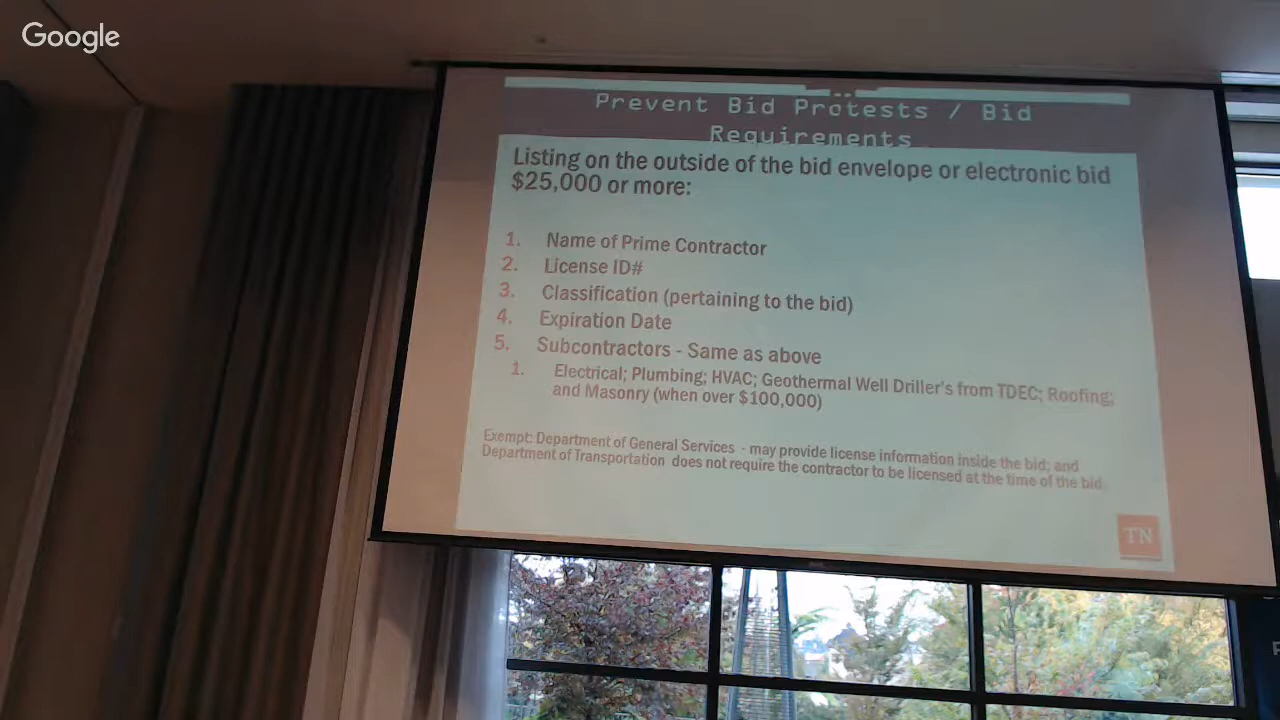 Google
Prevent Bid Protests / Bid
Requirements
Listing on the outside of the bid envelope or electronic bid
$25,000 or more:
1. Name of Prime Contractor
2. License ID#
3. Classification (pertaining to the bid)
4. Expiration Date
5. Subcontractors - Same as above
1. Electrical; Plumbing; HVAC; Geothermal Well Driller's from TDEC; Roofing;
and Masonry (when over $100,000)
Exempt: Department of General Services - may provide license information inside the bid; and
Department of Transportation does not require the contractor to be licensed at the time of the bid
TN